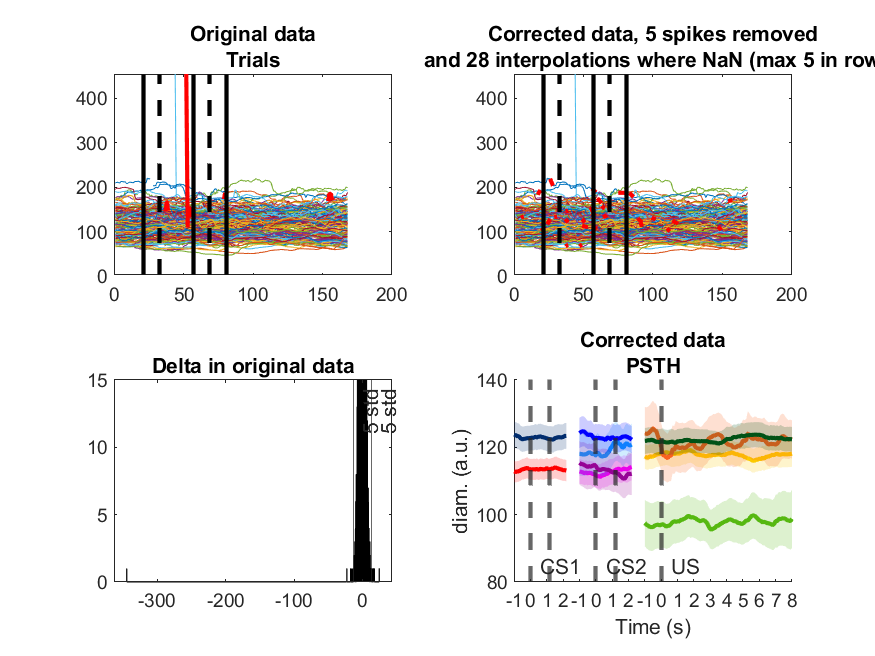 Original data
Trials
400
300
200
100
0
0 50 100 150 200
Corrected data, 5 spikes removed
and 28 interpolations where NaN (max 5 in row
400
300
200
100
0
0 50 100 150 200
Delta in original data
15
10
5
0
-300 -200 -100 0
5 std
5 std
Corrected data
PSTH
140
120
100
80
diam. (a.u.)
CS1 CS2 US
-1 0 1 2 -1 0 1 2 -1 0 1 2 3 4 5 6 7 8
Time (s)